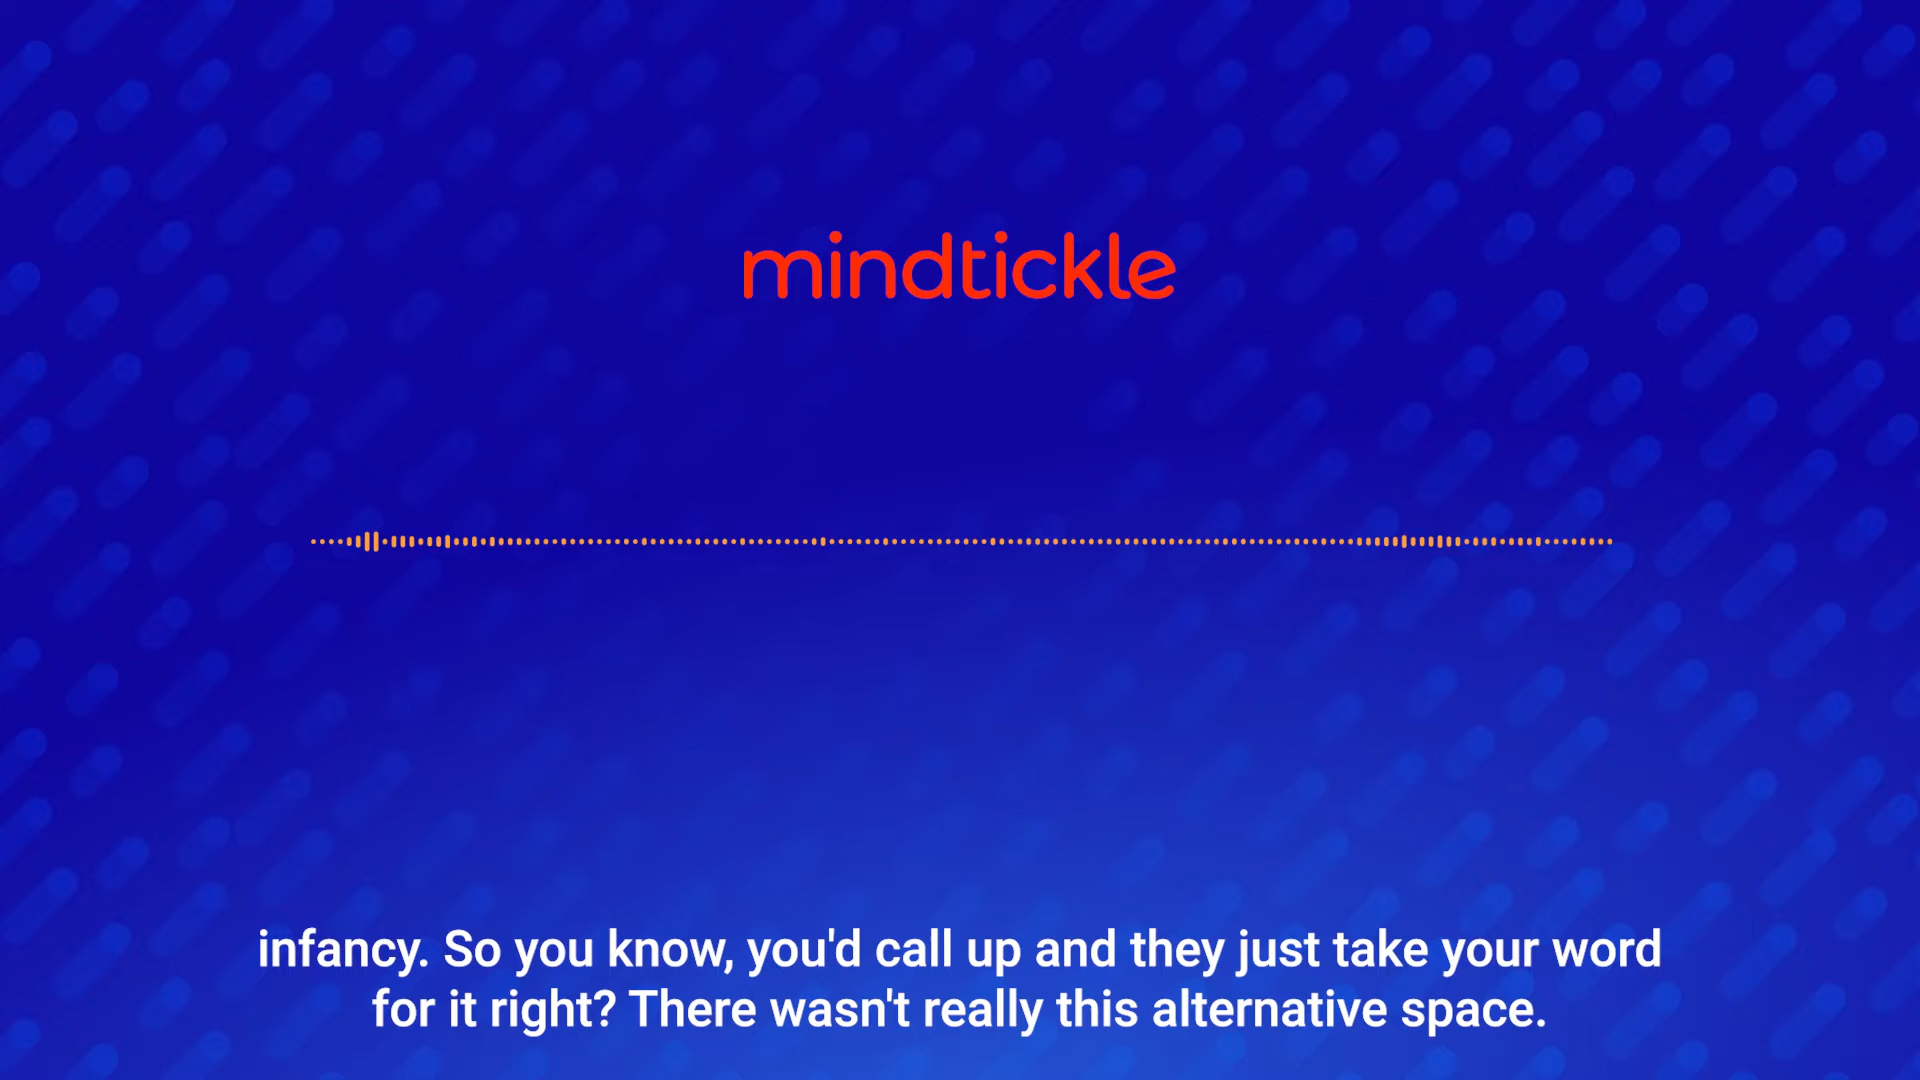 mindtickle
infancy. So you know, you'd call up and they just take your word
for it right? There wasn't really this alternative space.